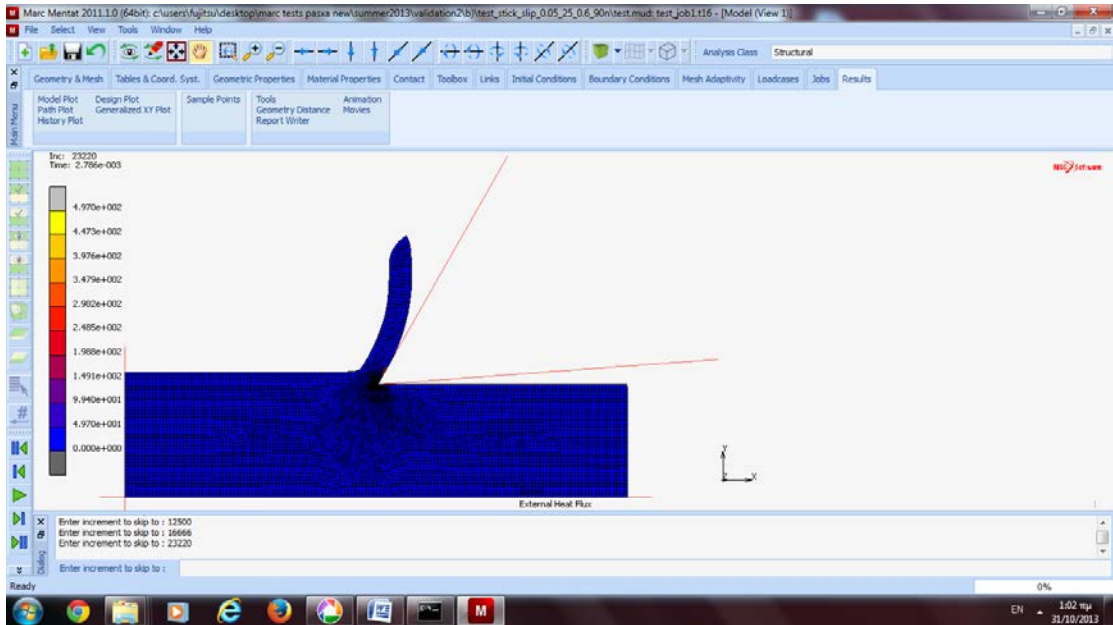 Marc Mentat 2011.1.0 (64bit): c:\users\fujitsu\desktop\marc tests pasxa new\summer2013\validation2\b)\test_stick_slip_0.05_25_0.6_90n\test.mud: test_job1.t16 - [Model (View 1)]
File Select View Tools Window Help
Analysis Class Structural
Geometry & Mesh Tables & Coord. Syst. Geometric Properties Material Properties Contact Toolbox Links Initial Conditions Boundary Conditions Mesh Adaptivity Loadcases Jobs Results
Main Menu
Model Plot Design Plot Sample Points Tools Animation
Path Plot Generalized XY Plot Geometry Distance Movies
History Plot Report Writer
Inc: 23220
Time: 2.786e-003
MSC Software
4.970e+002
4.473e+002
3.976e+002
3.479e+002
2.982e+002
2.485e+002
1.988e+002
1.491e+002
9.940e+001
4.970e+001
0.000e+000
Y
Z X
External Heat Flux
1
Dialog
Enter increment to skip to : 12500
Enter increment to skip to : 16666
Enter increment to skip to : 23220
Enter increment to skip to :
Ready
0%
EN
1:02 πμ
31/10/2013